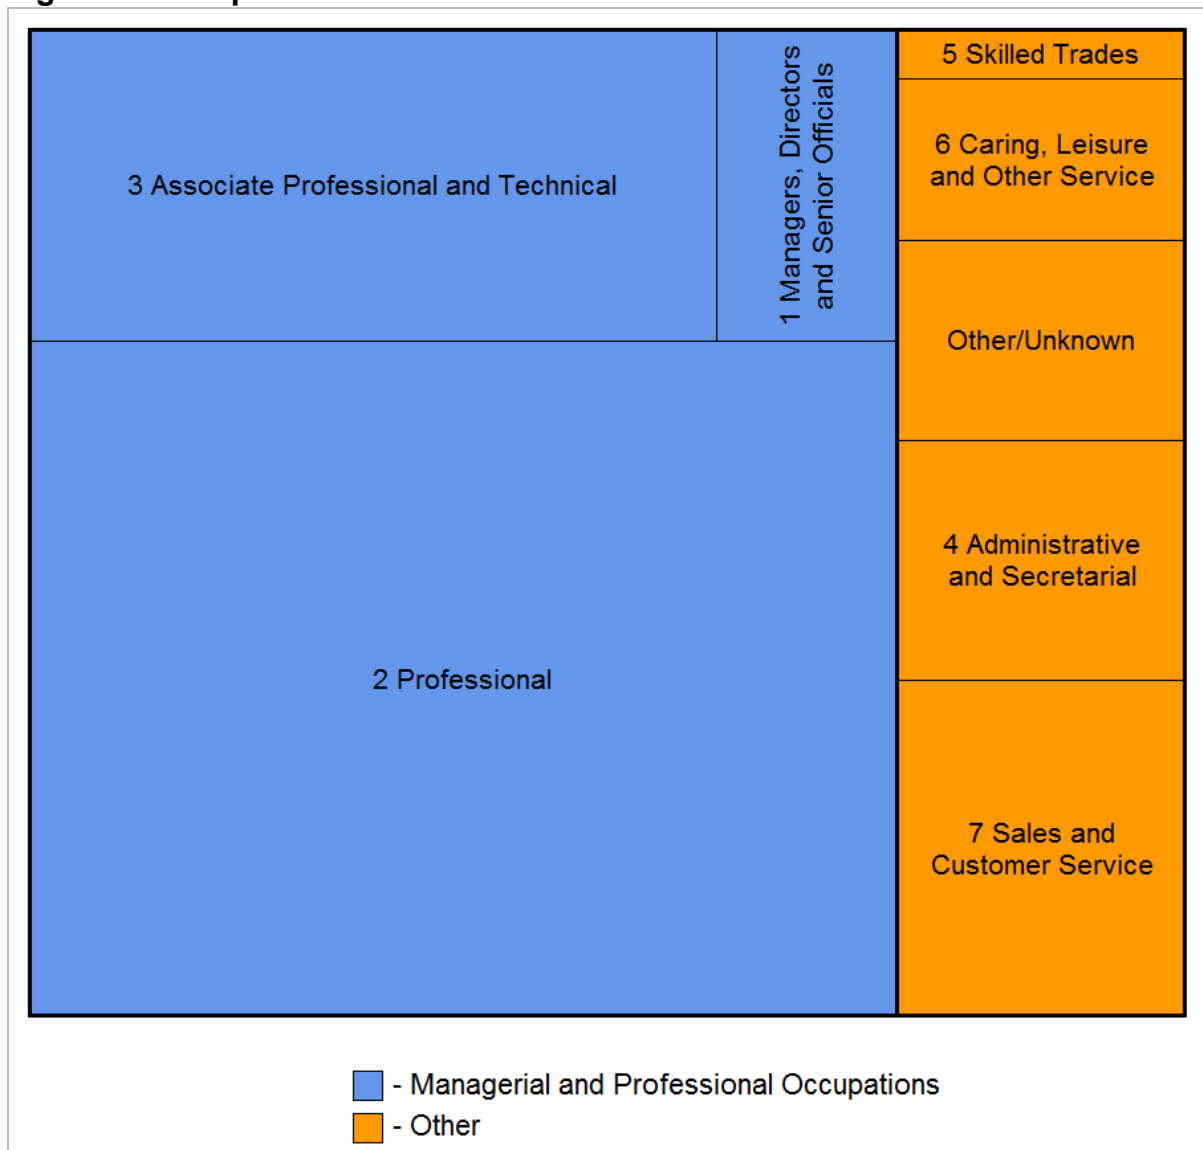 3 Associate Professional and Technical
1 Managers, Directors
and Senior Officials
2 Professional
5 Skilled Trades
6 Caring, Leisure
and Other Service
Other/Unknown
4 Administrative
and Secretarial
7 Sales and
Customer Service
- Managerial and Professional Occupations
- Other